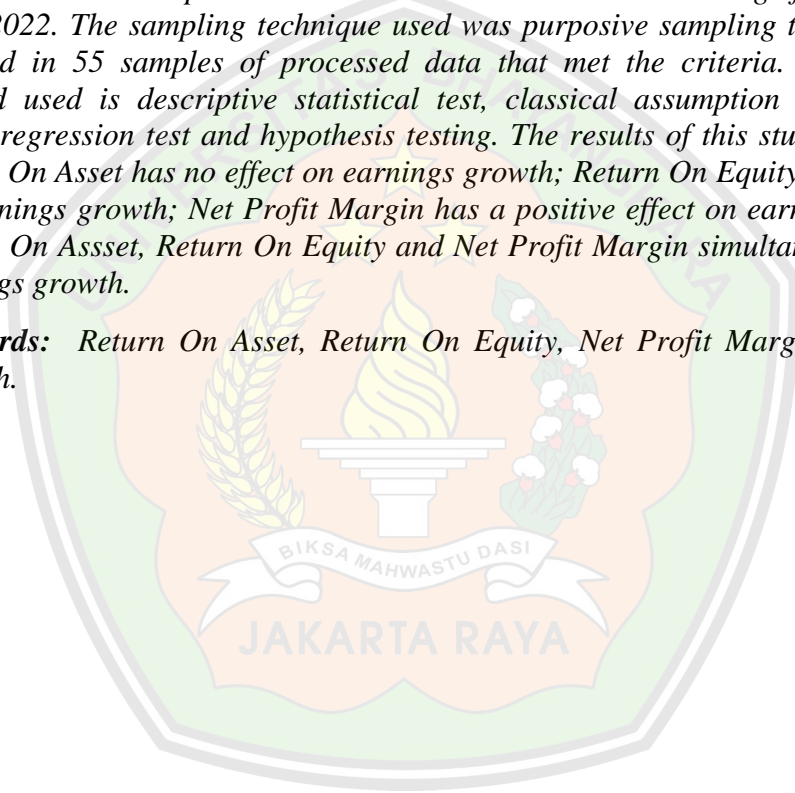 2022. The sampling technique used was purposive sampling t
d in 55 samples of processed data that met the criteria.
d used is descriptive statistical test, classical assumption
regression test and hypothesis testing. The results of this stu
On Asset has no effect on earnings growth; Return On Equity
nings growth; Net Profit Margin has a positive effect on earn
On Assset, Return On Equity and Net Profit Margin simulta
gs growth.
rds: Return On Asset, Return On Equity, Net Profit Marg
h.
UNIVERSITAS BHAYANGKARA
BIKSA MAHWASTU DASI
JAKARTA RAYA